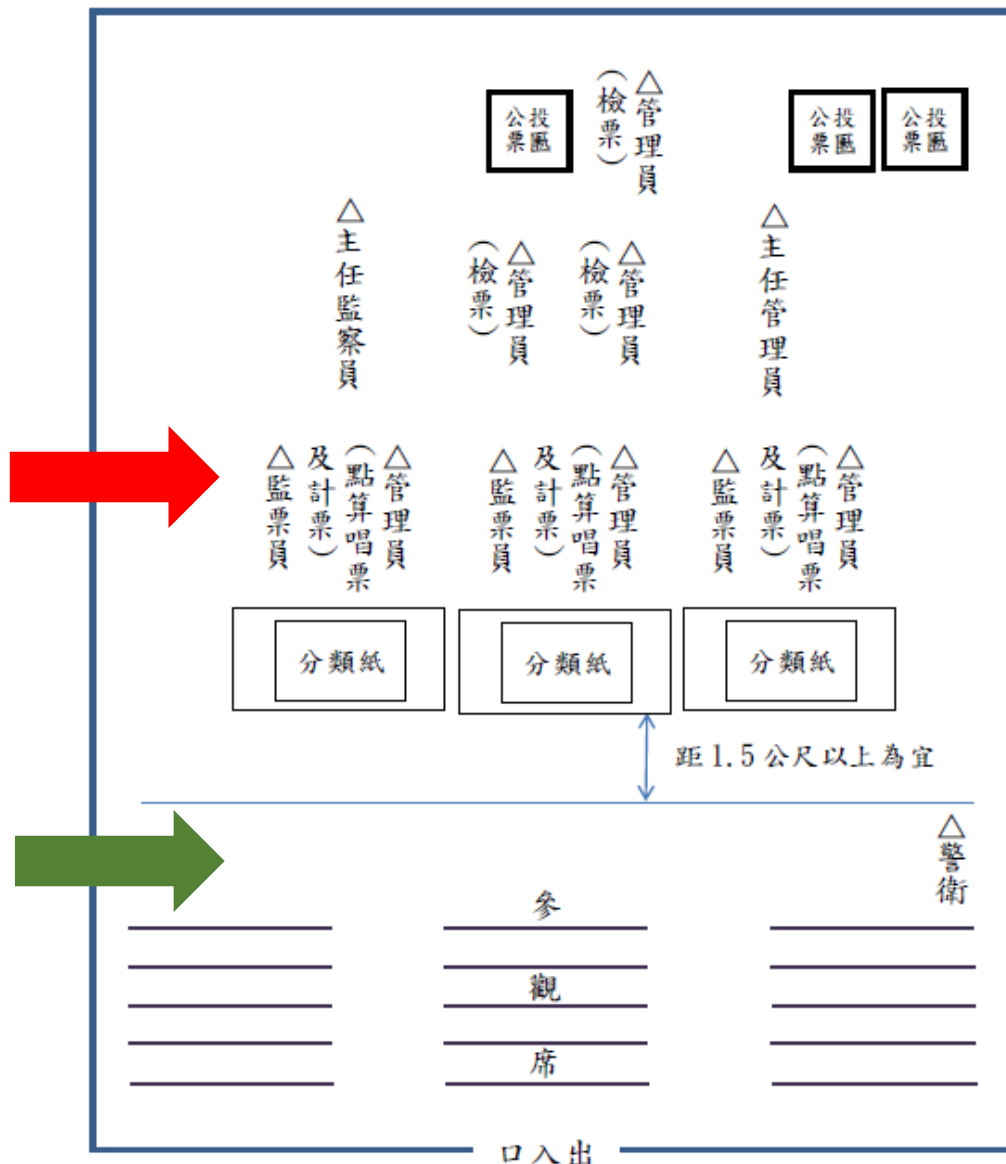 公投票匭
△管理員
(檢票)
公投票匭
公投票匭
△主任監察員
△管理員
(檢票)
△管理員
(檢票)
△主任管理員
△管理員
(點算唱票
及計票)
△監票員
△管理員
(點算唱票
及計票)
△監票員
△管理員
(點算唱票
及計票)
△監票員
分類紙
分類紙
分類紙
距1.5公尺以上為宜
△警衛
參觀席
出入口